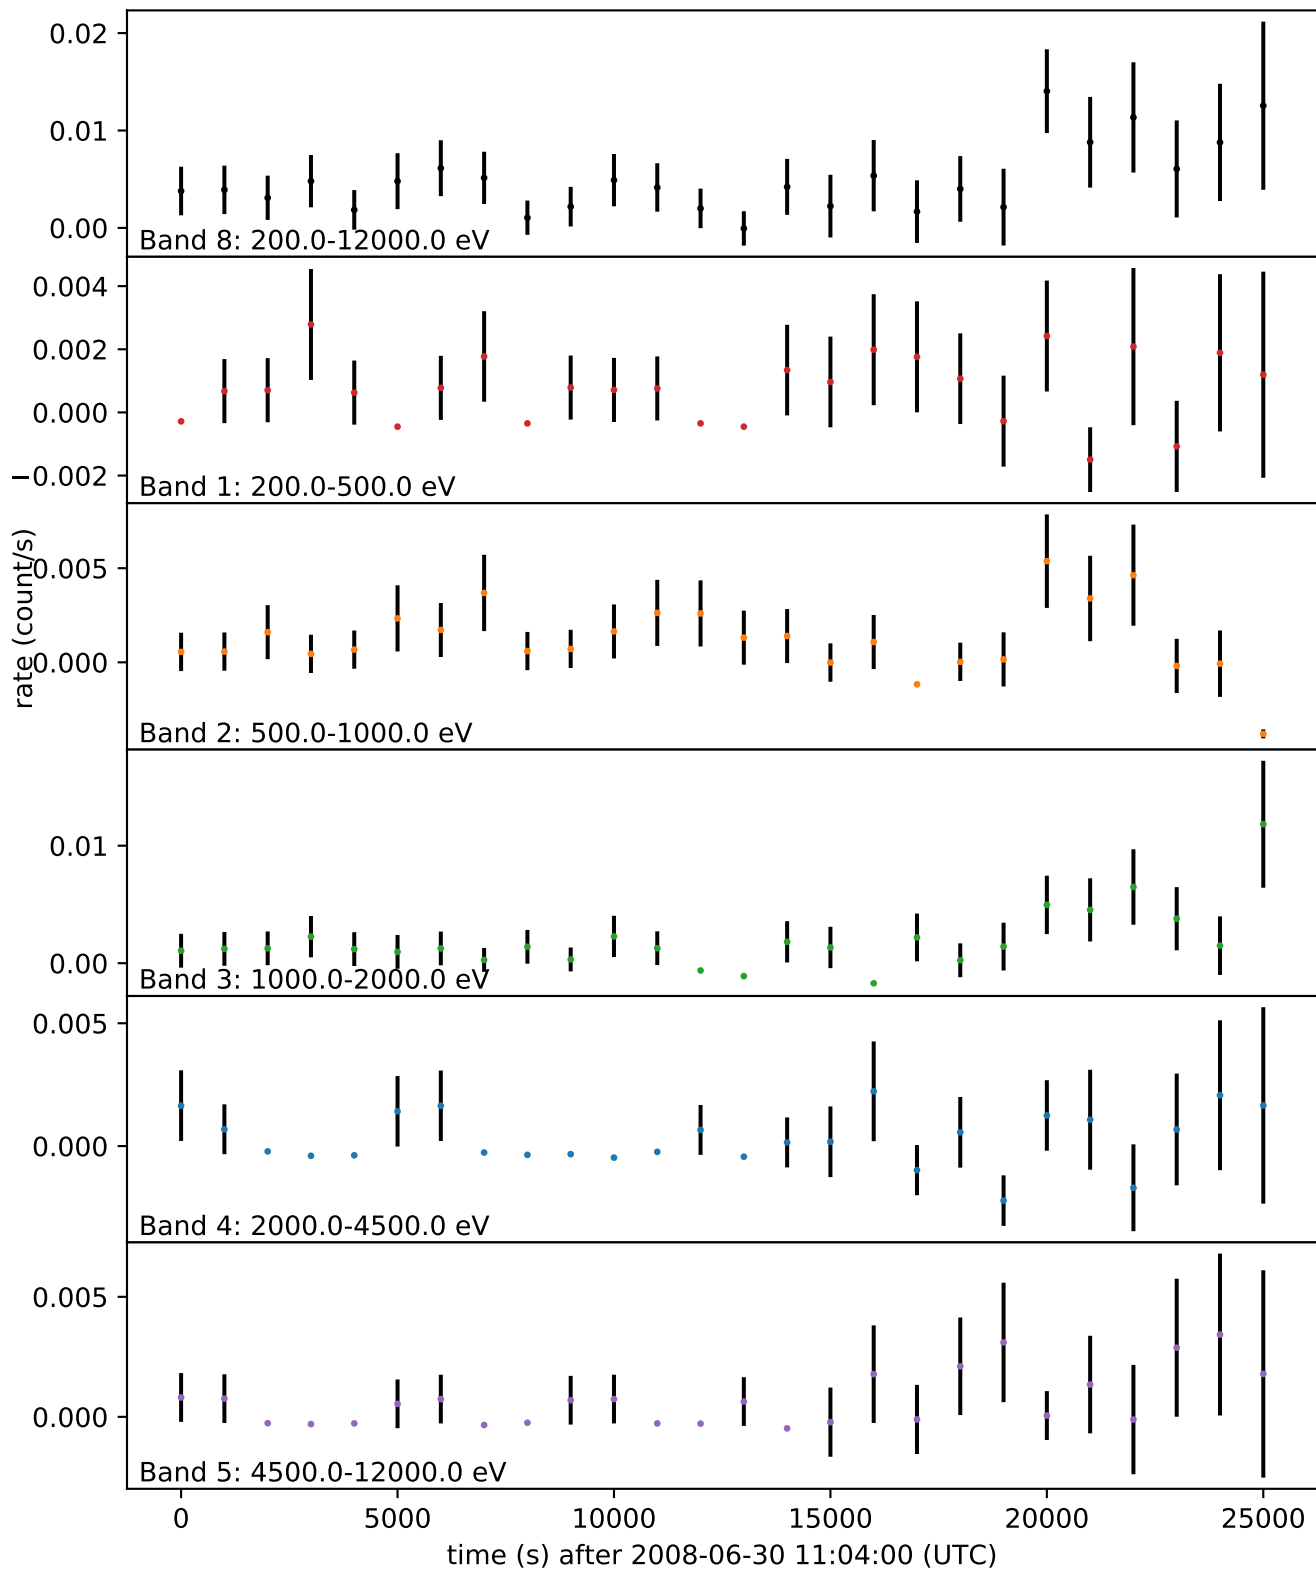 0.02
0.01
0.00
Band 8: 200.0-12000.0 eV
0.004
0.002
0.000
−0.002
Band 1: 200.0-500.0 eV
rate (count/s)
0.005
0.000
Band 2: 500.0-1000.0 eV
0.01
0.00
Band 3: 1000.0-2000.0 eV
0.005
0.000
Band 4: 2000.0-4500.0 eV
0.005
0.000
Band 5: 4500.0-12000.0 eV
0 5000 10000 15000 20000 25000
time (s) after 2008-06-30 11:04:00 (UTC)